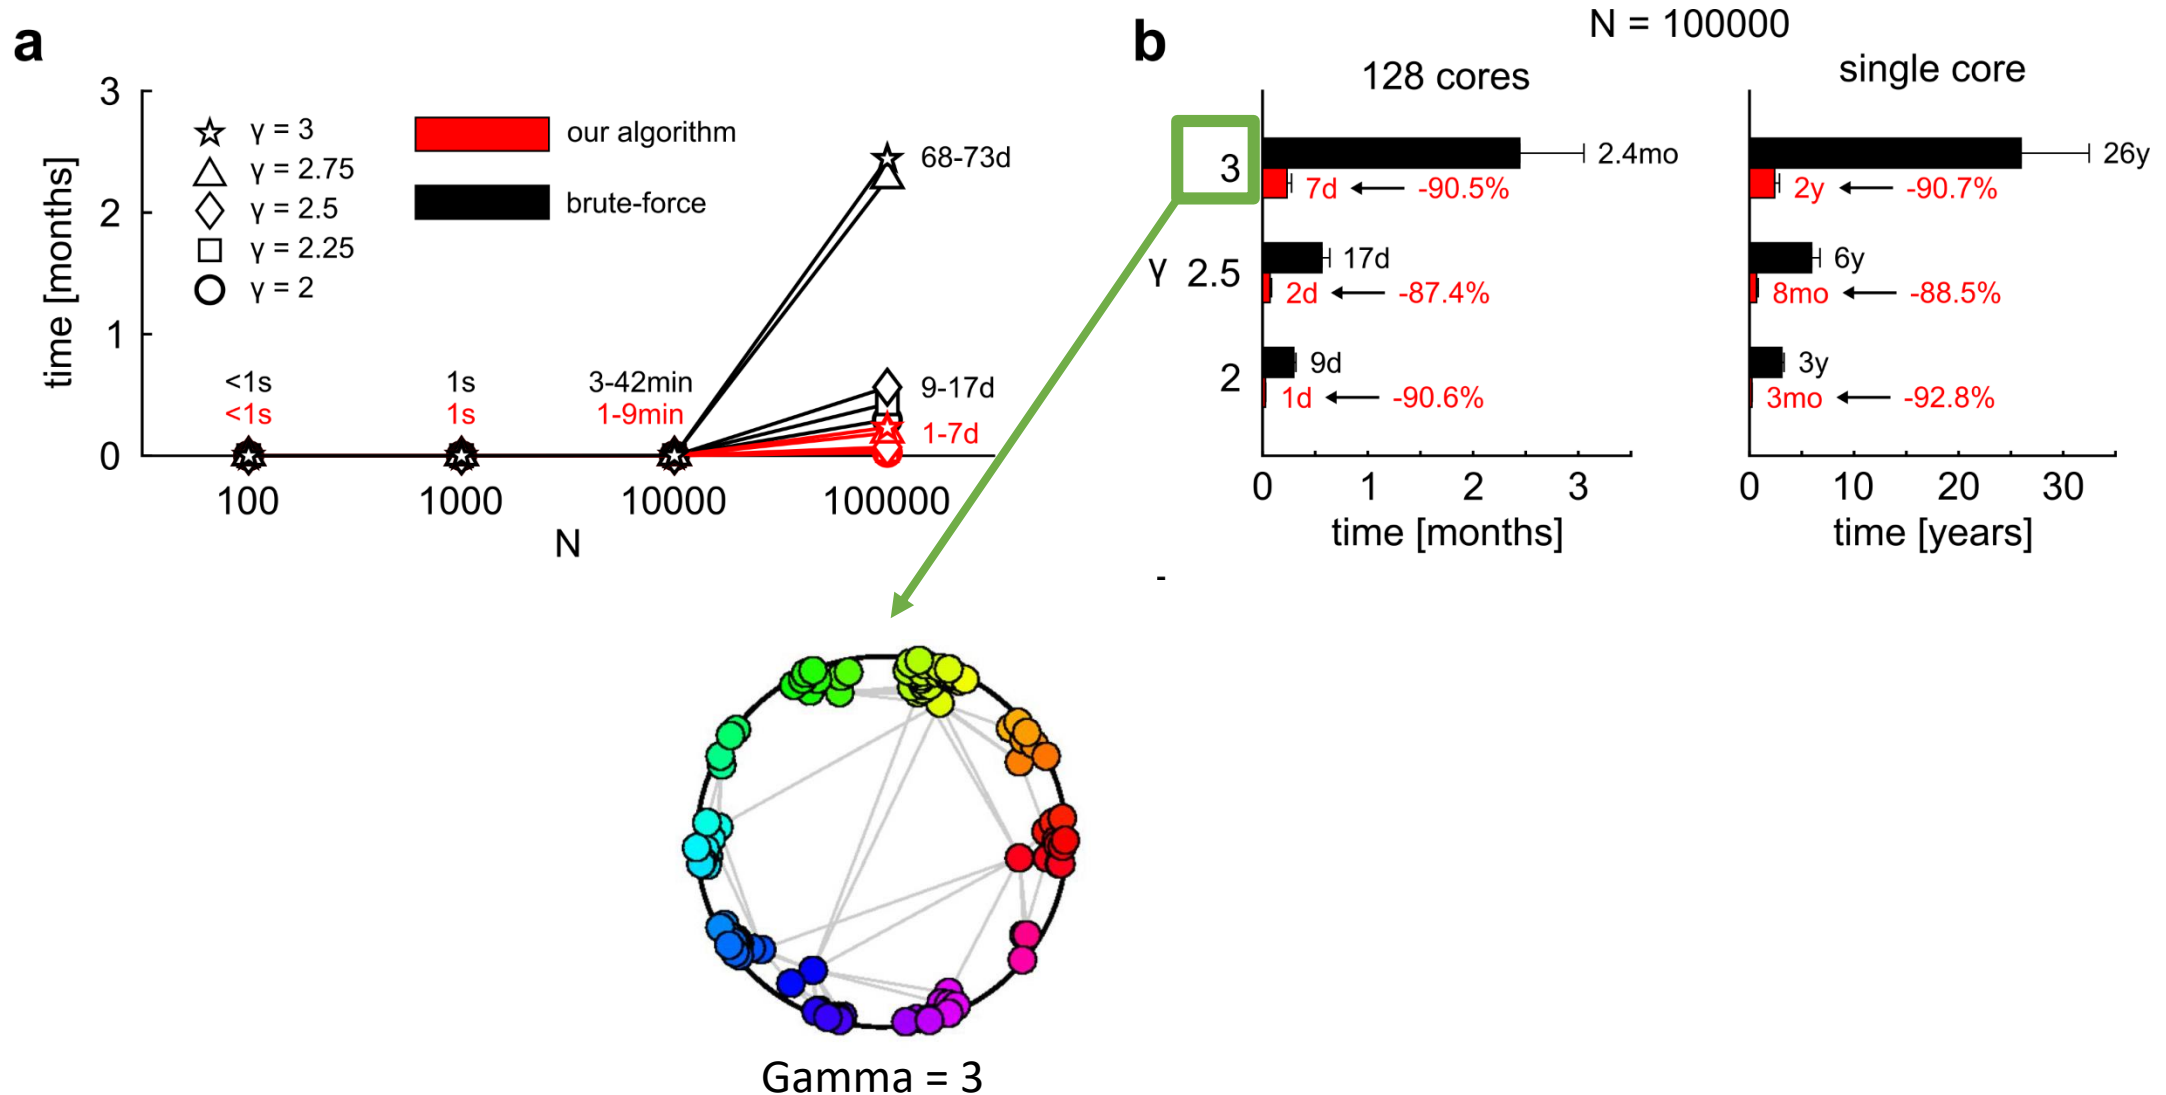 a
3
2
1
0
time [months]
γ = 3
γ = 2.75
γ = 2.5
γ = 2.25
γ = 2
our algorithm
brute-force
68-73d
<1s
<1s
1s
1s
3-42min
1-9min
9-17d
1-7d
100
1000
10000
100000
N
b
N = 100000
128 cores
single core
γ
3
2.5
2
2.4mo
7d
-90.5%
17d
2d
-87.4%
9d
1d
-90.6%
0
1
2
3
time [months]
26y
2y
-90.7%
6y
8mo
-88.5%
3y
3mo
-92.8%
0
10
20
30
time [years]
-
Gamma = 3